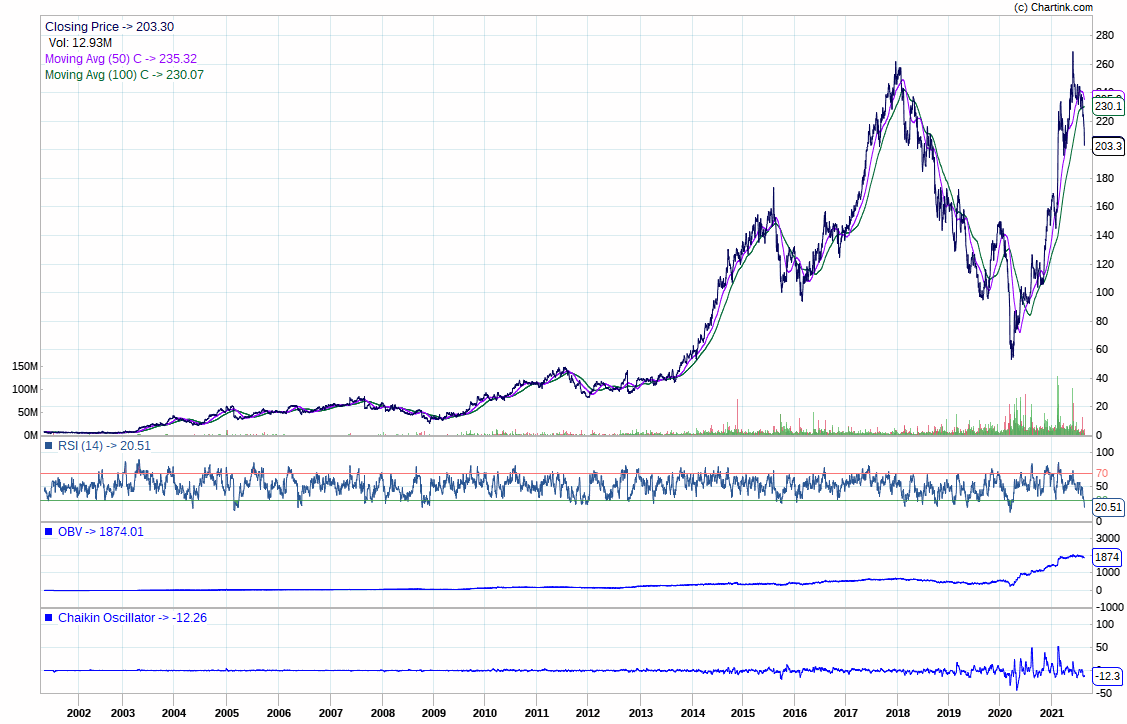 (c) Chartink.com
Closing Price -> 203.30
Vol: 12.93M
Moving Avg (50) C -> 235.32
Moving Avg (100) C -> 230.07
280
260
230.1
220
203.3
180
160
140
120
100
80
60
40
20
0
150M
100M
50M
0M
RSI (14) -> 20.51
100
70
50
20.51
0
OBV -> 1874.01
3000
1874
1000
0
-1000
Chaikin Oscillator -> -12.26
100
50
-12.3
-50
2002 2003 2004 2005 2006 2007 2008 2009 2010 2011 2012 2013 2014 2015 2016 2017 2018 2019 2020 2021